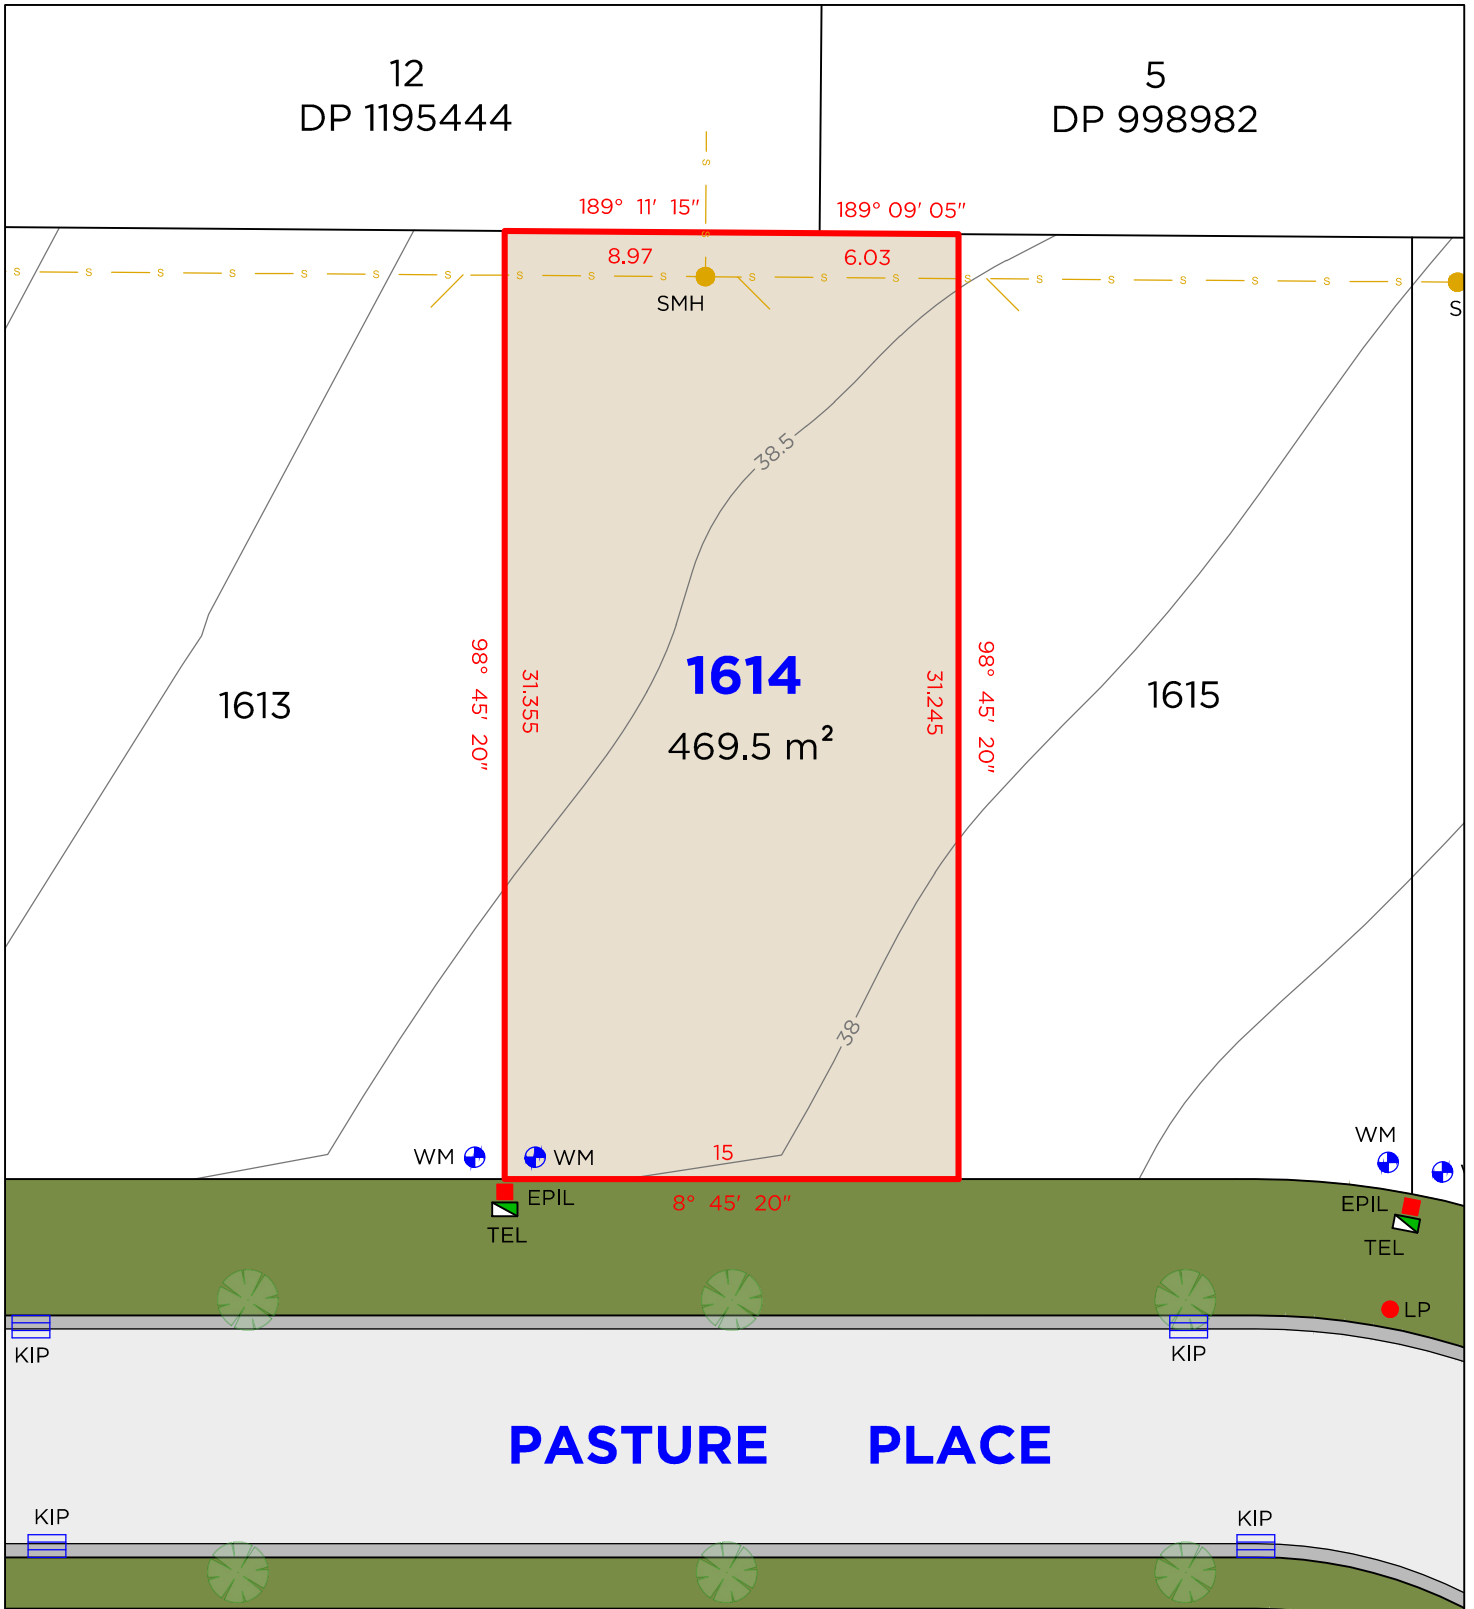 12
DP 1195444
5
DP 998982
s
189° 11' 15"
189° 09' 05"
s
8.97
6.03
s s s s s s s s s s s s s s s s s s
SMH
S
38.5
98° 45' 20"
31.355
1613
1614
469.5 m²
31.245
98° 45' 20"
1615
38
WM
WM
15
WM
EPIL
8° 45' 20"
EPIL
TEL
TEL
LP
KIP
KIP
PASTURE PLACE
KIP
KIP